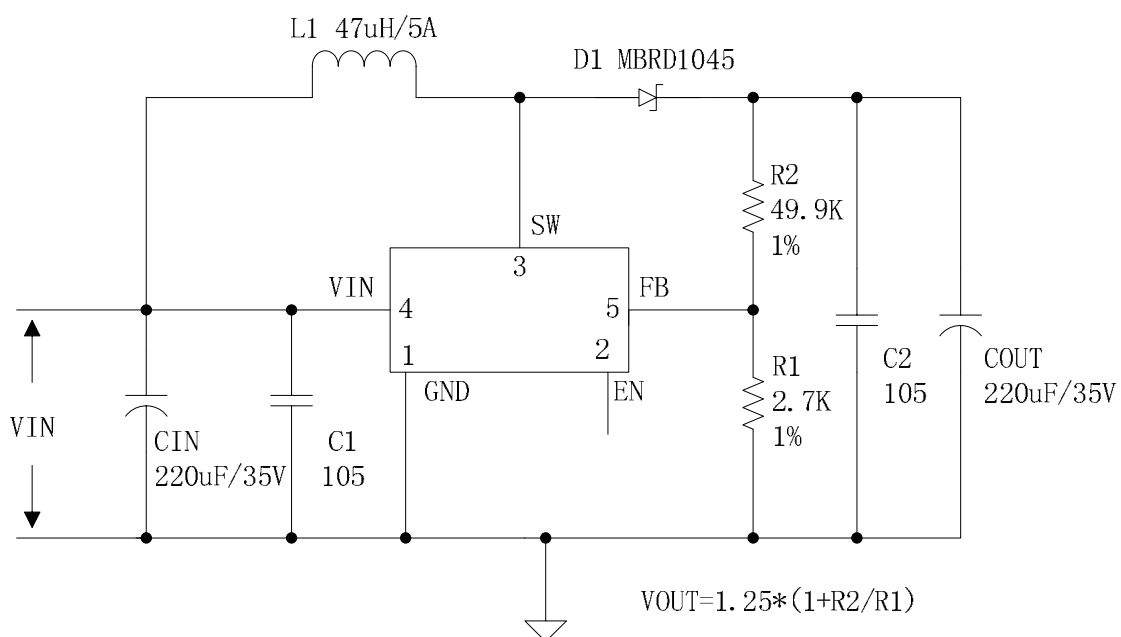 L1 47uH/5A
D1 MBRD1045
R2
49.9K
1%
SW
3
VIN
4
5
FB
1
2
GND
EN
R1
2.7K
1%
C2
105
COUT
220uF/35V
VIN
CIN
220uF/35V
C1
105
VOUT=1.25*(1+R2/R1)